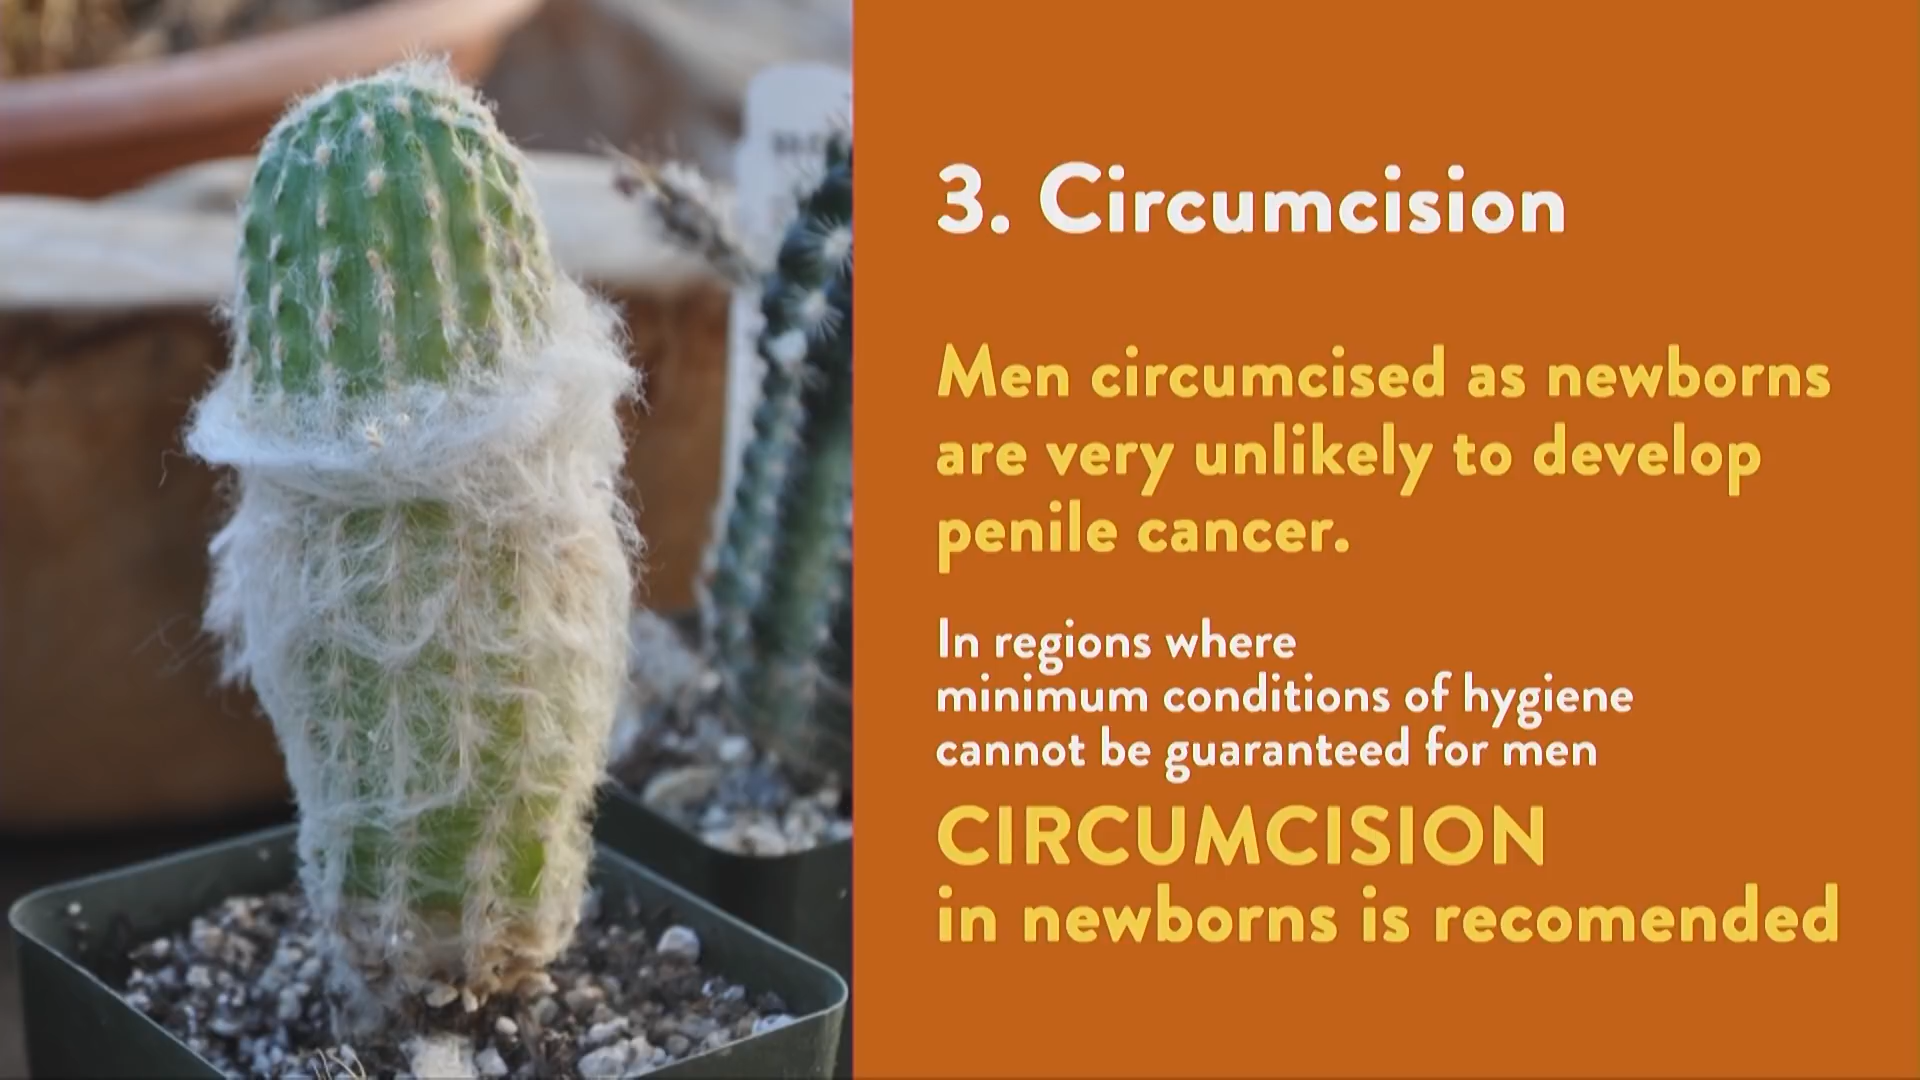 3. Circumcision
Men circumcised as newborns
are very unlikely to develop
penile cancer.
In regions where
minimum conditions of hygiene
cannot be guaranteed for men
CIRCUMCISION
in newborns is recomended